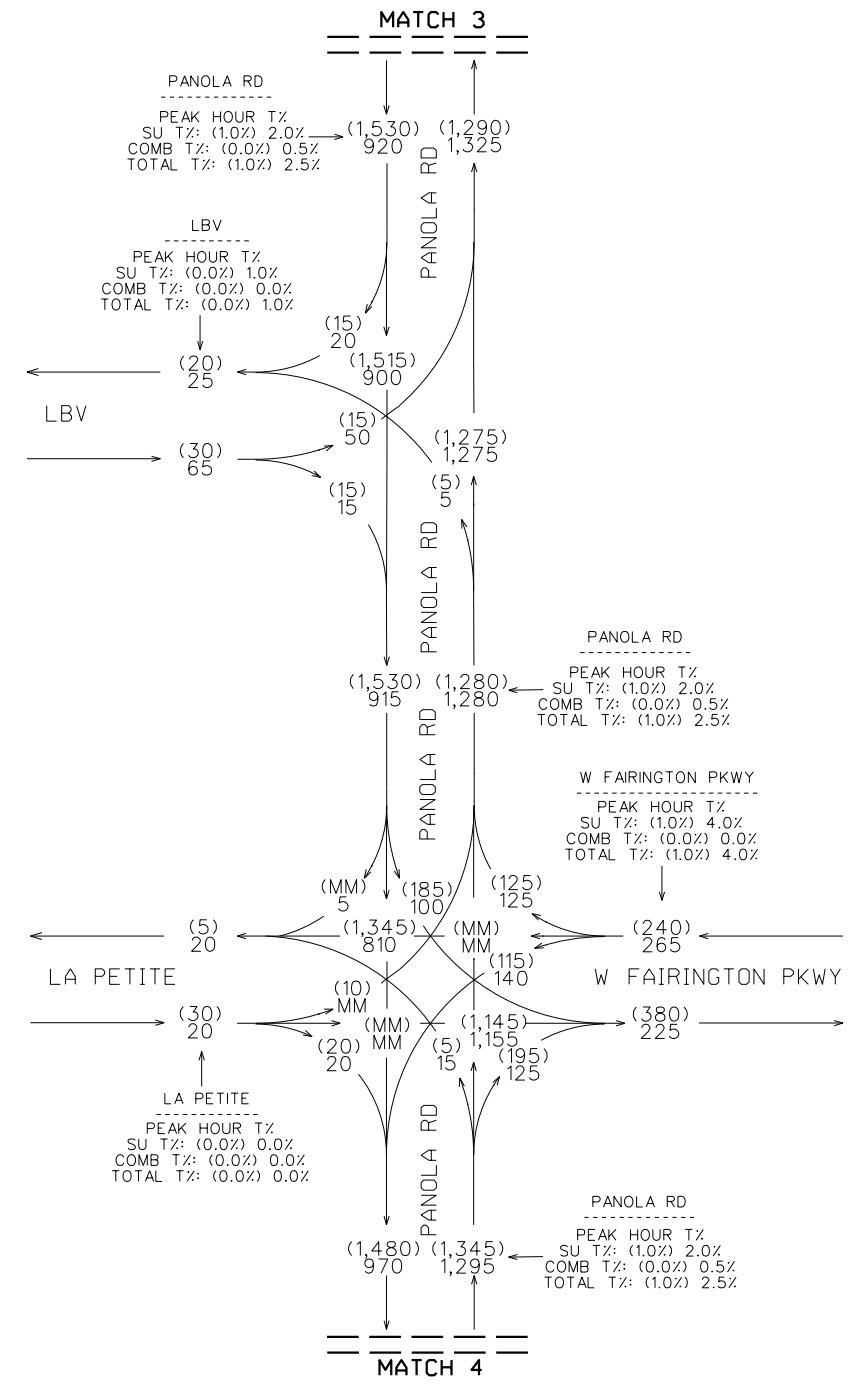 MATCH 3
PANOLA RD
PEAK HOUR T%
SU T%: (1.0%) 2.0%
COMB T%: (0.0%) 0.5%
TOTAL T%: (1.0%) 2.5%
(1,530)
920
(1,290)
1,325
PANOLA RD
LBV
PEAK HOUR T%
SU T%: (0.0%) 1.0%
COMB T%: (0.0%) 0.0%
TOTAL T%: (0.0%) 1.0%
(15)
20
(20)
25
(1,515)
900
LBV
(15)
50
(1,275)
1,275
(30)
65
(15)
15
(5)
5
PANOLA RD
PANOLA RD
PEAK HOUR T%
SU T%: (1.0%) 2.0%
COMB T%: (0.0%) 0.5%
TOTAL T%: (1.0%) 2.5%
(1,530)
915
(1,280)
1,280
PANOLA RD
W FAIRINGTON PKWY
PEAK HOUR T%
SU T%: (1.0%) 4.0%
COMB T%: (0.0%) 0.0%
TOTAL T%: (1.0%) 4.0%
(MM)
5
(185)
100
(125)
125
(5)
20
(1,345)
810
(MM)
MM
(240)
265
(115)
140
LA PETITE
W FAIRINGTON PKWY
(10)
MM
(30)
20
(MM)
MM
(1,145)
1,155
(380)
225
(20)
20
(5)
15
(195)
125
LA PETITE
PEAK HOUR T%
SU T%: (0.0%) 0.0%
COMB T%: (0.0%) 0.0%
TOTAL T%: (0.0%) 0.0%
PANOLA RD
PANOLA RD
PEAK HOUR T%
SU T%: (1.0%) 2.0%
COMB T%: (0.0%) 0.5%
TOTAL T%: (1.0%) 2.5%
(1,480)
970
(1,345)
1,295
MATCH 4